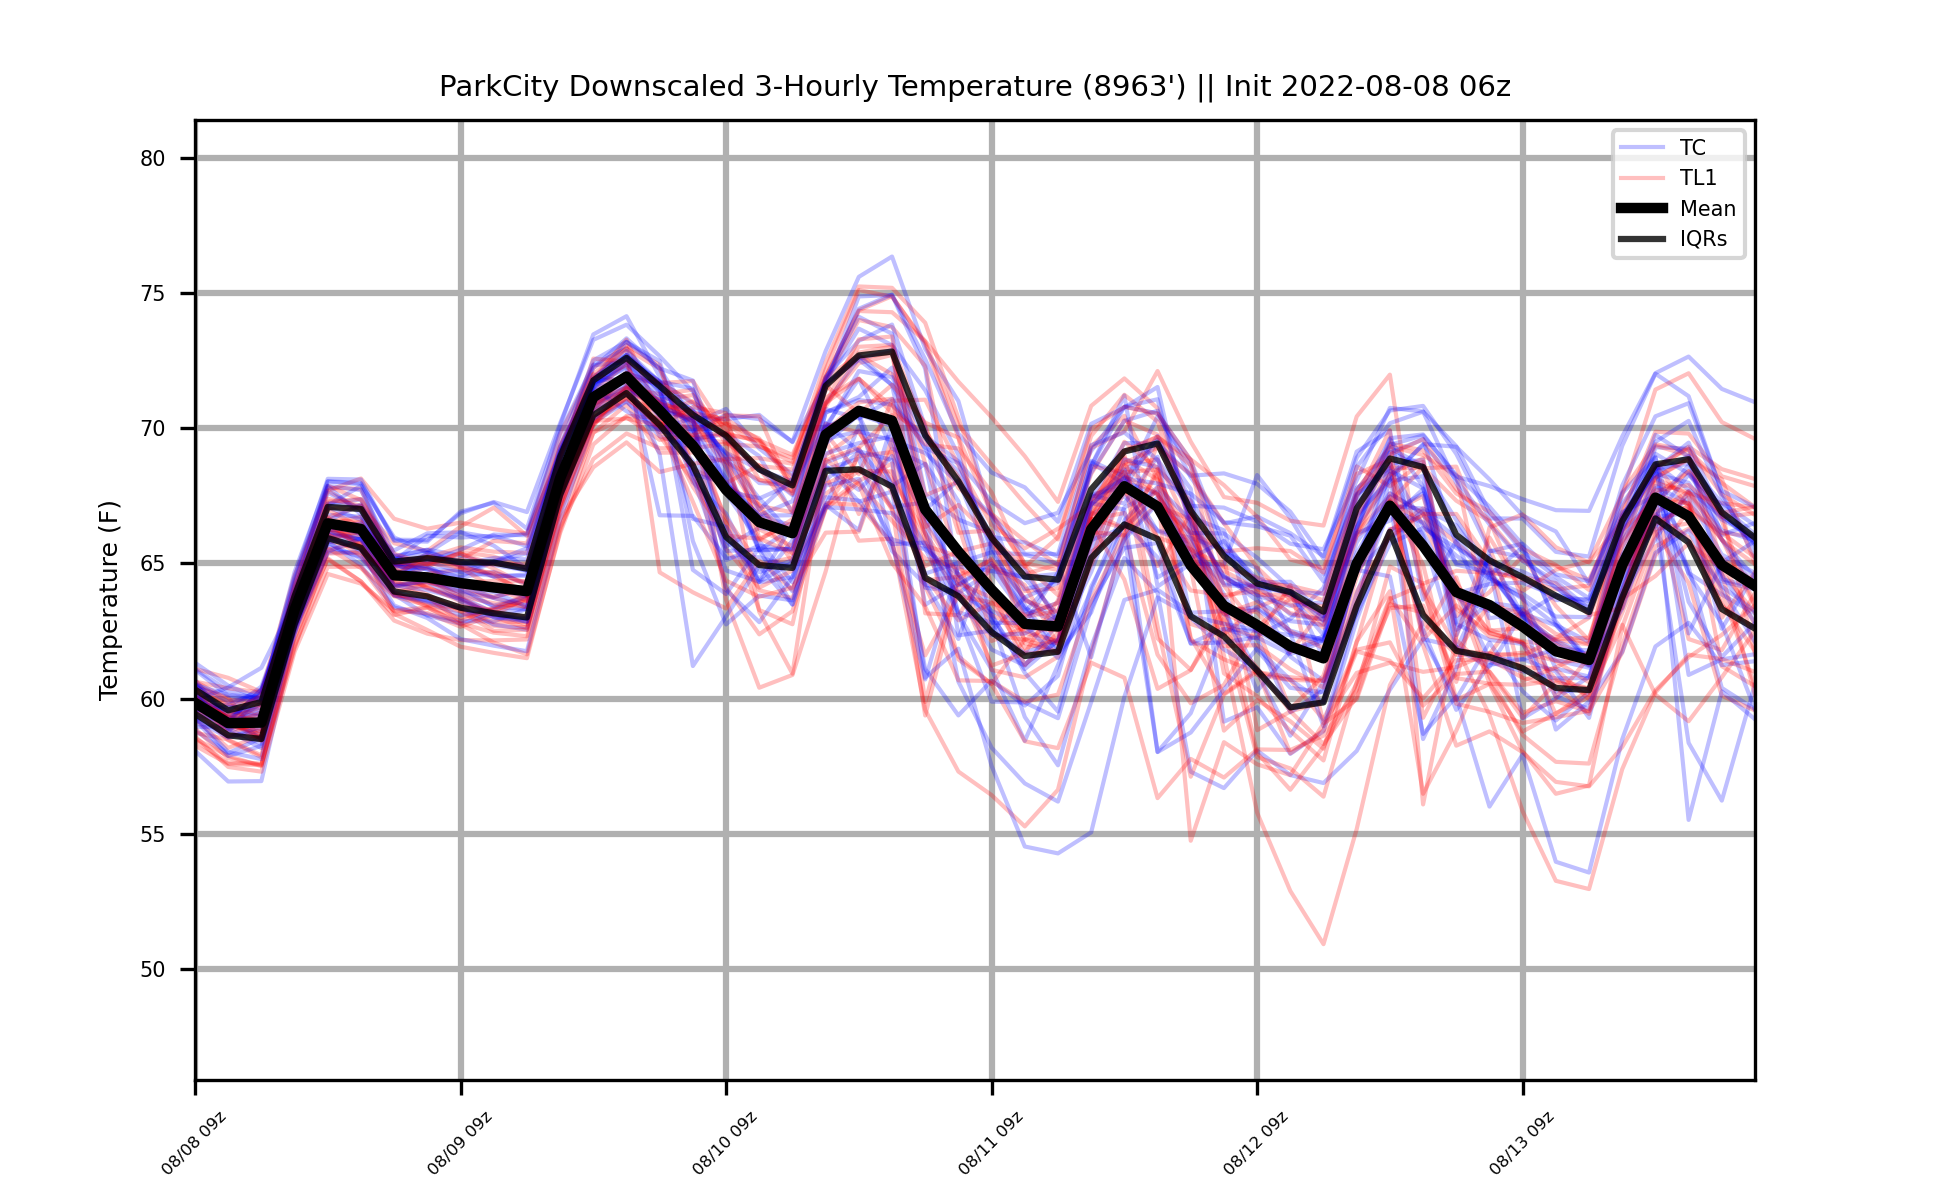 ParkCity Downscaled 3-Hourly Temperature (8963') || Init 2022-08-08 06z
TC
TL1
Mean
IQRs
Temperature (F)
80
75
70
65
60
55
50
08/08 09z
08/09 09z
08/10 09z
08/11 09z
08/12 09z
08/13 09z